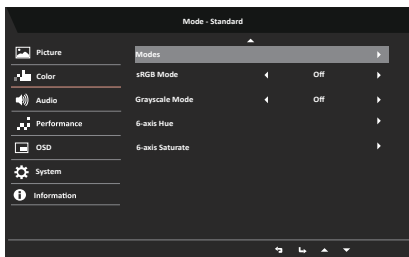 Mode - Standard
Picture
Color
Audio
Performance
OSD
System
Information
Modes
sRGB Mode Off
Grayscale Mode Off
6-axis Hue
6-axis Saturate